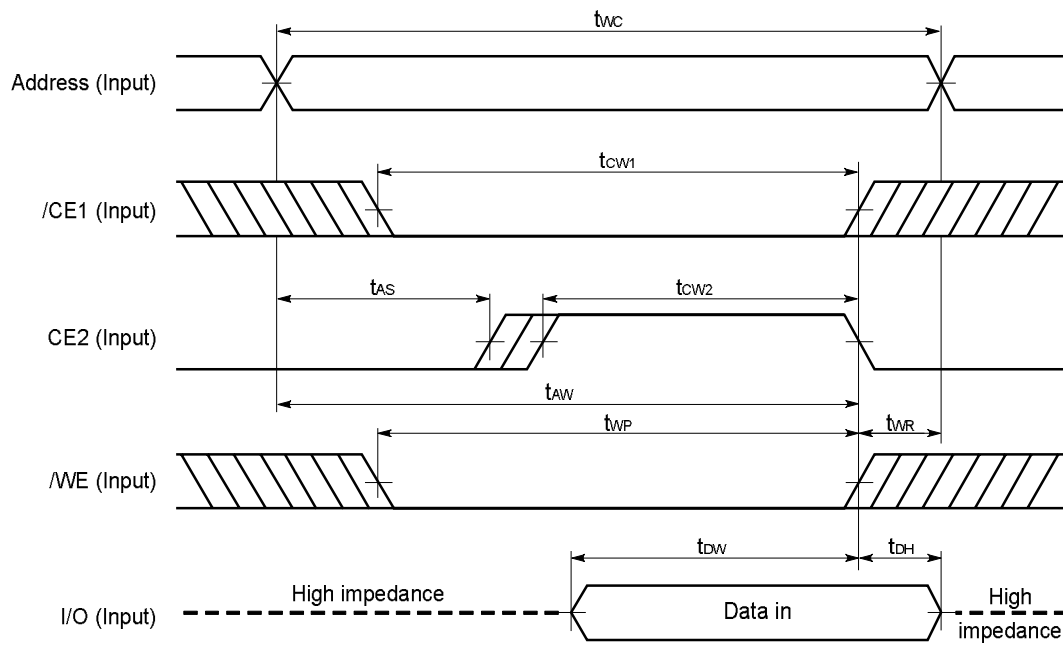 tWC
Address (Input)
tCW1
/CE1 (Input)
tAS
tCW2
CE2 (Input)
tAW
tWP
tWR
/WE (Input)
tDW
tDH
High impedance
Data in
High
impedance
I/O (Input)